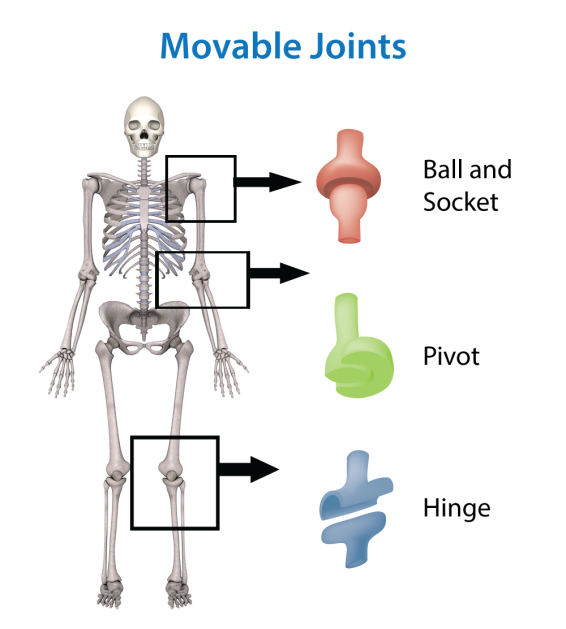 Movable Joints
Ball and
Socket
Pivot
Hinge